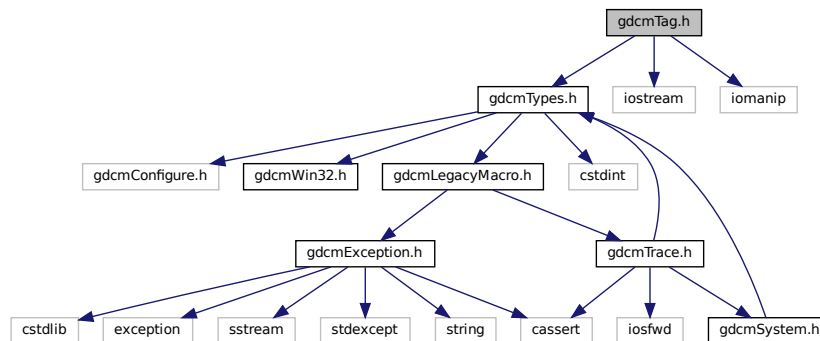 gdcmTag.h
gdcmTypes.h
iostream
iomanip
gdcmConfigure.h
gdcmWin32.h
gdcmLegacyMacro.h
cstdint
gdcmException.h
gdcmTrace.h
cstdlib
exception
sstream
stdexcept
string
cassert
iosfwd
gdcmSystem.h